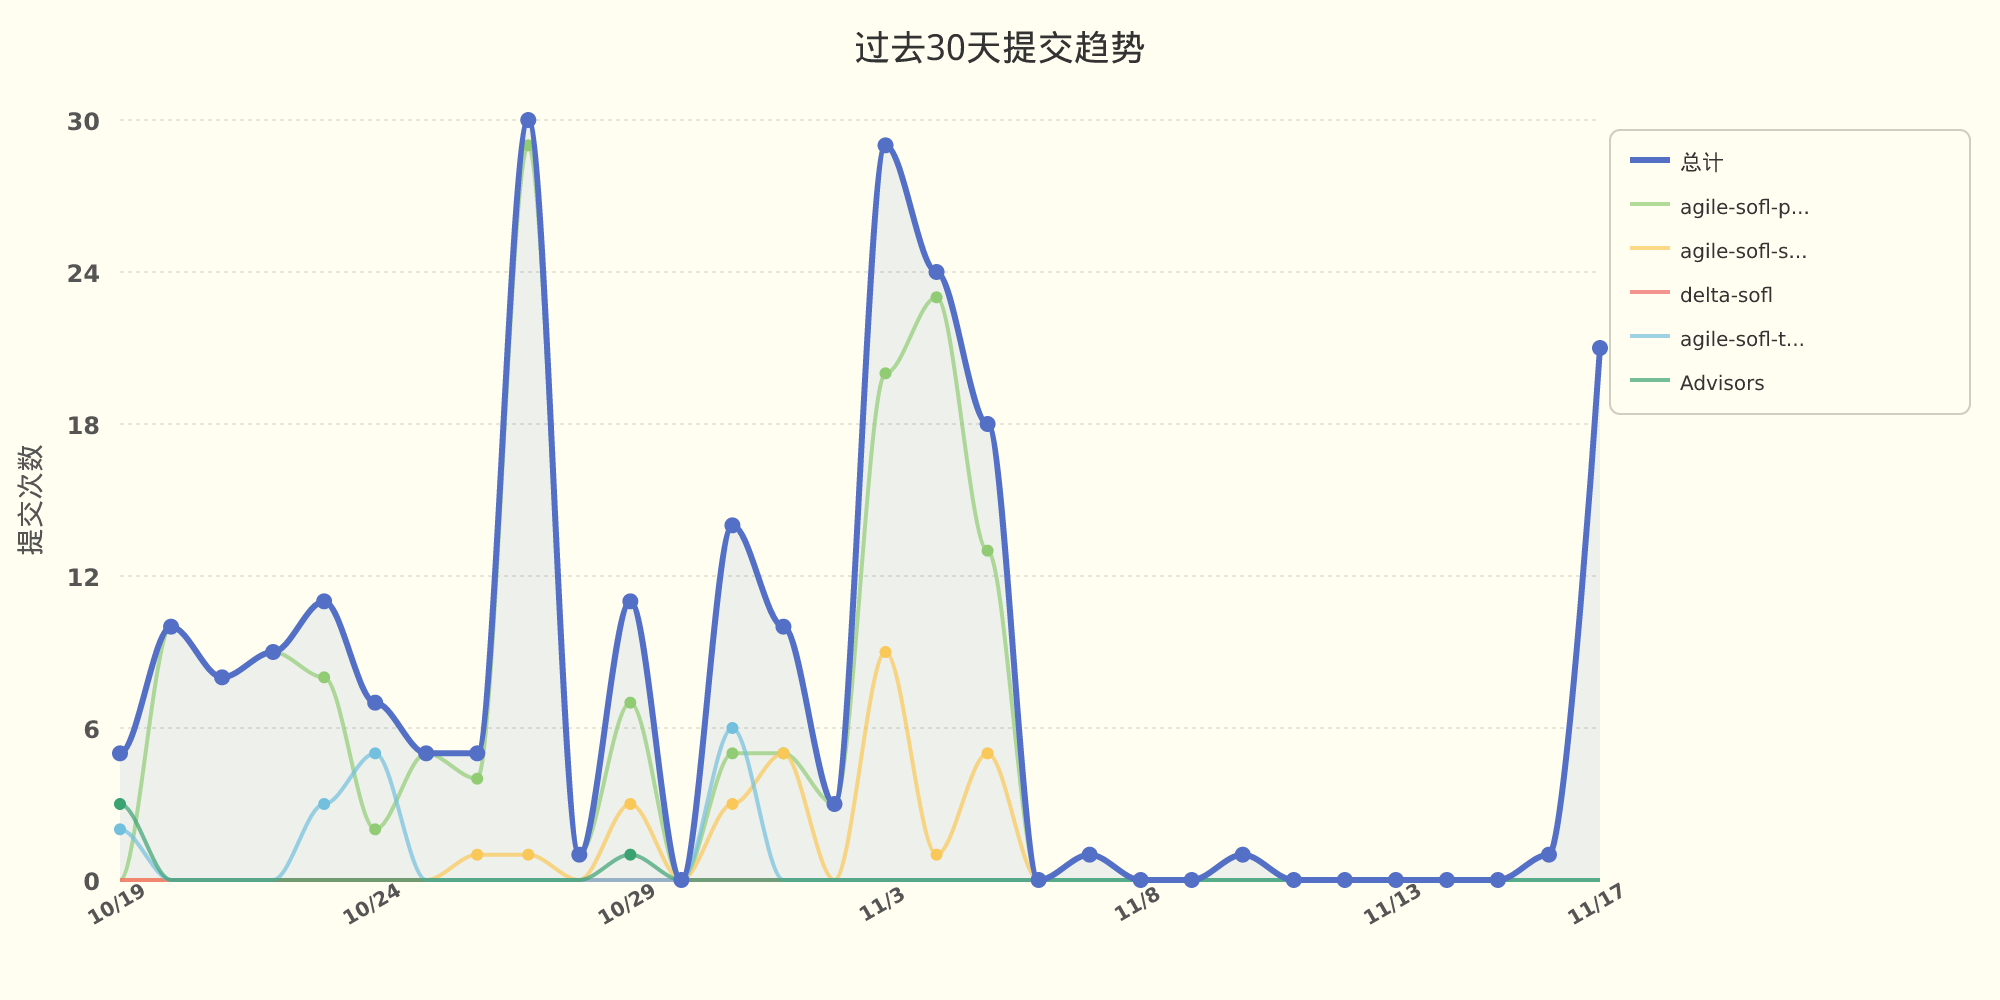 过去30天提交趋势
提交次数
30
24
18
12
6
0
10/19
10/24
10/29
11/3
11/8
11/13
11/17
总计
agile-sofl-p...
agile-sofl-s...
delta-sofl
agile-sofl-t...
Advisors